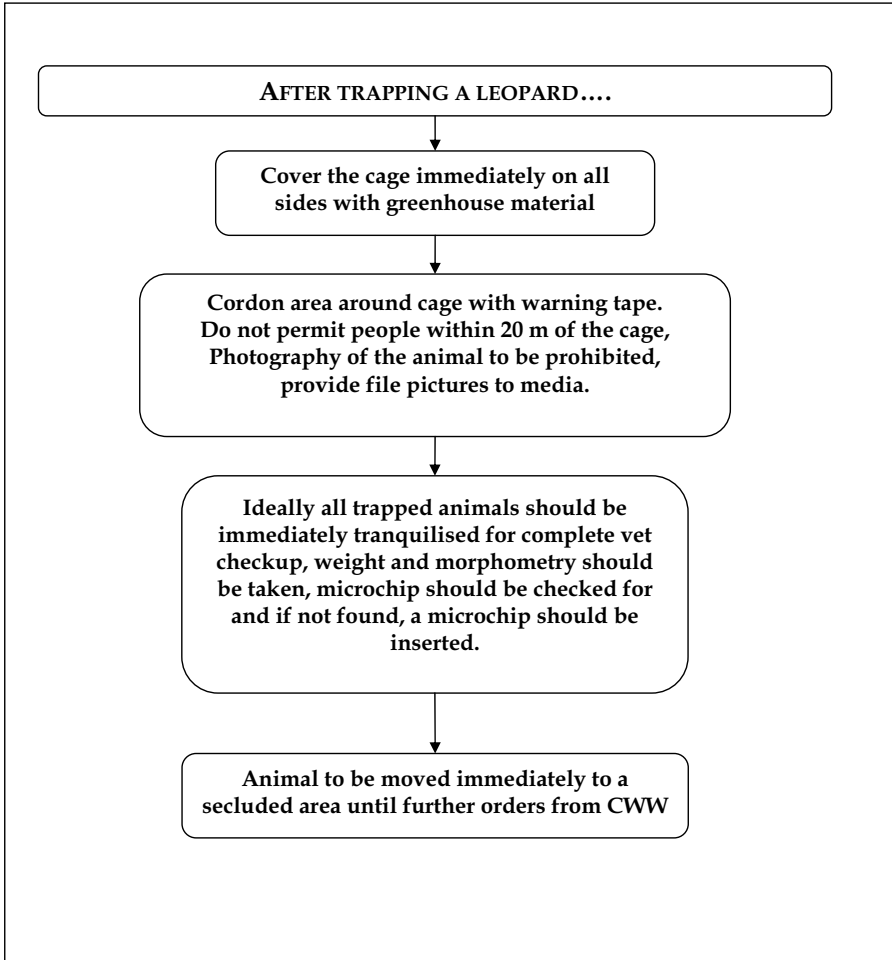 AFTER TRAPPING A LEOPARD….
Cover the cage immediately on all
sides with greenhouse material
Cordon area around cage with warning tape.
Do not permit people within 20 m of the cage,
Photography of the animal to be prohibited,
provide file pictures to media.
Ideally all trapped animals should be
immediately tranquilised for complete vet
checkup, weight and morphometry should
be taken, microchip should be checked for
and if not found, a microchip should be
inserted.
Animal to be moved immediately to a
secluded area until further orders from CWW